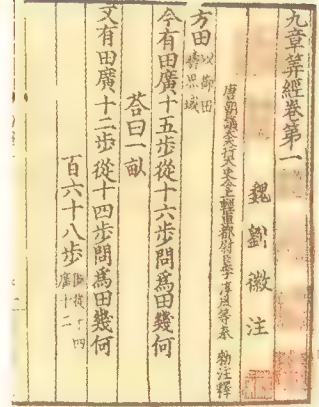 九章筭經卷第一
魏劉徽注
唐朝議大夫行太史令上輕車都尉臣李淳風等奉 勑注釋
方田以御田疇界域
今有田廣十五步從十六步問為田幾何
荅曰一畝
又有田廣十二步從十四步問為田幾何
百六十八步